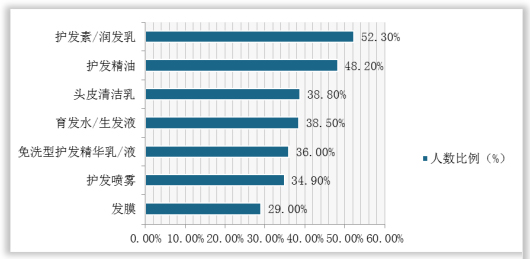 护发素/润发乳
52.30%
护发精油
48.20%
头皮清洁乳
38.80%
育发水/生发液
38.50%
免洗型护发精华乳/液
36.00%
人数比例（%）
护发喷雾
34.90%
发膜
29.00%
0.00% 10.00% 20.00% 30.00% 40.00% 50.00% 60.00%